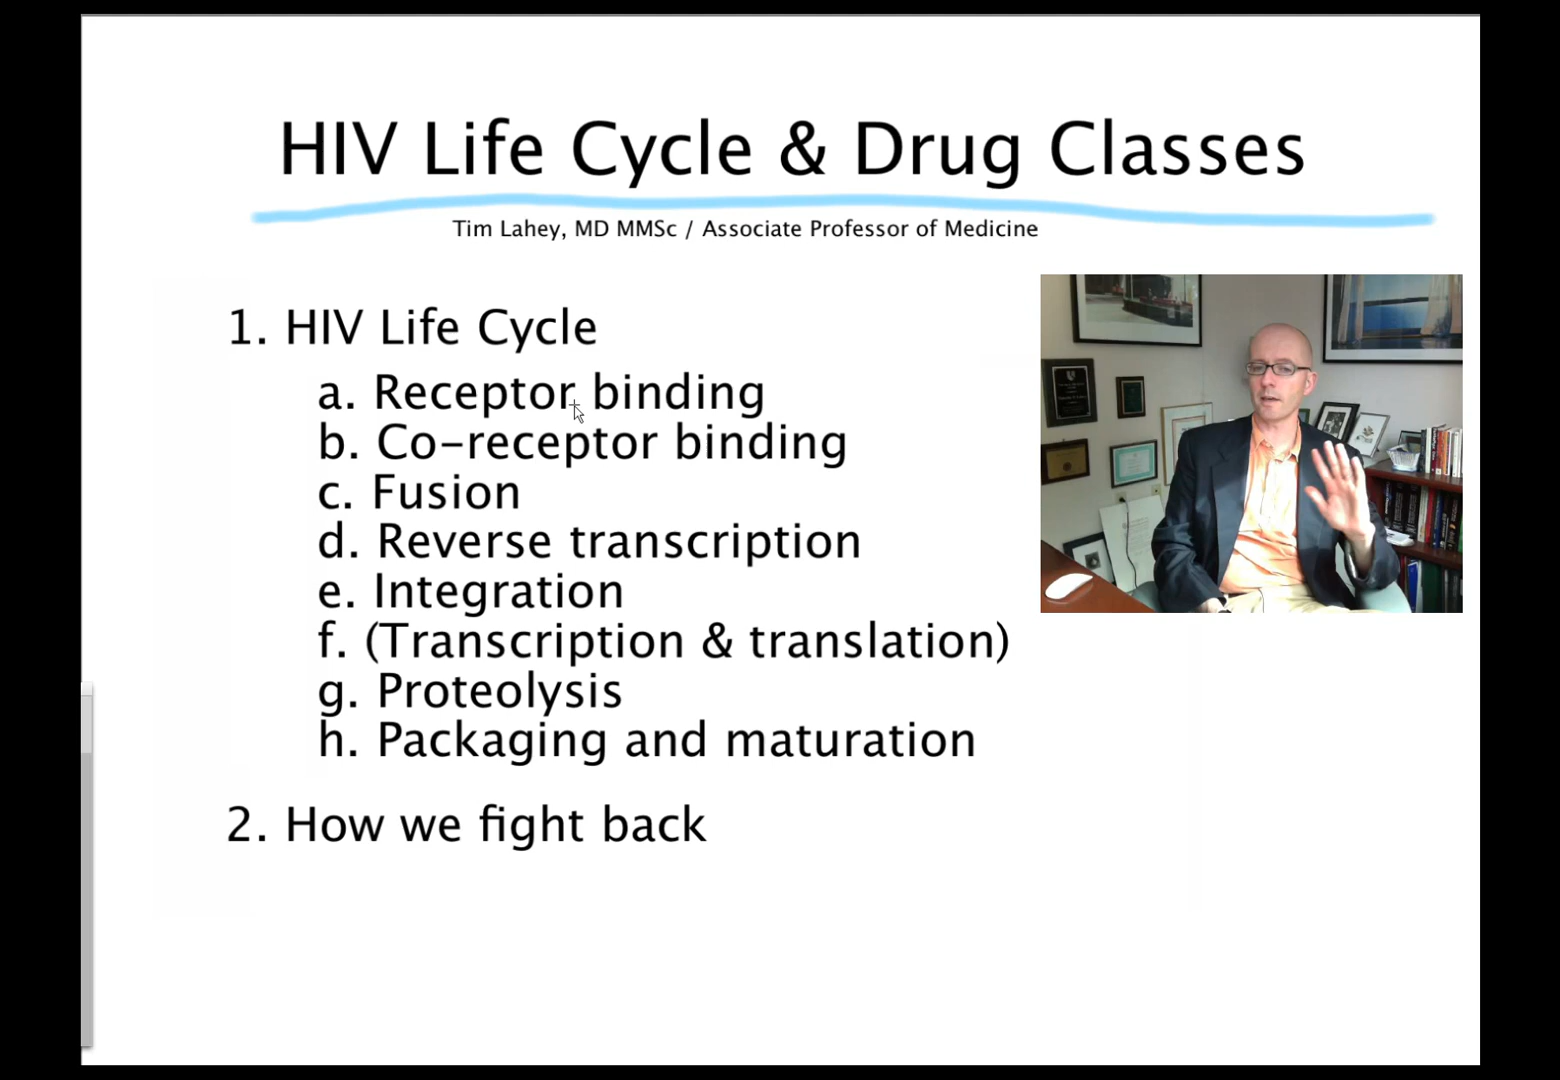 HIV Life Cycle & Drug Classes
Tim Lahey, MD MMSc / Associate Professor of Medicine
1. HIV Life Cycle
a. Receptor binding
b. Co-receptor binding
c. Fusion
d. Reverse transcription
e. Integration
f. (Transcription & translation)
g. Proteolysis
h. Packaging and maturation
2. How we fight back